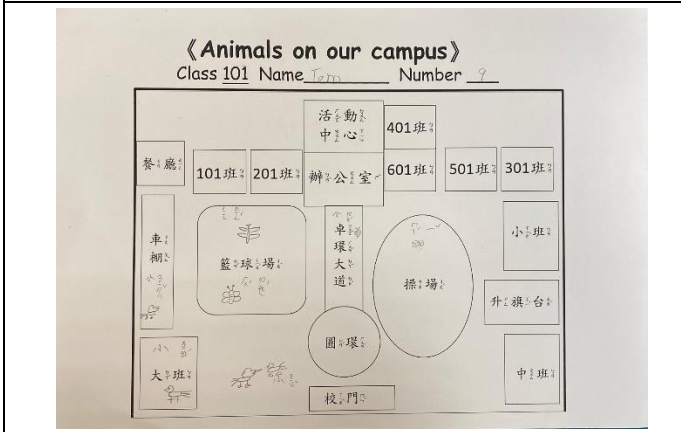 《Animals on our campus》
Class 101 Name Tom Number 9
活動
中心
401班
餐廳
101班
201班
辦公室
601班
501班
301班
車棚
籃球場
車環大道
操場
小班
升旗台
圓環
大班
中班
校門